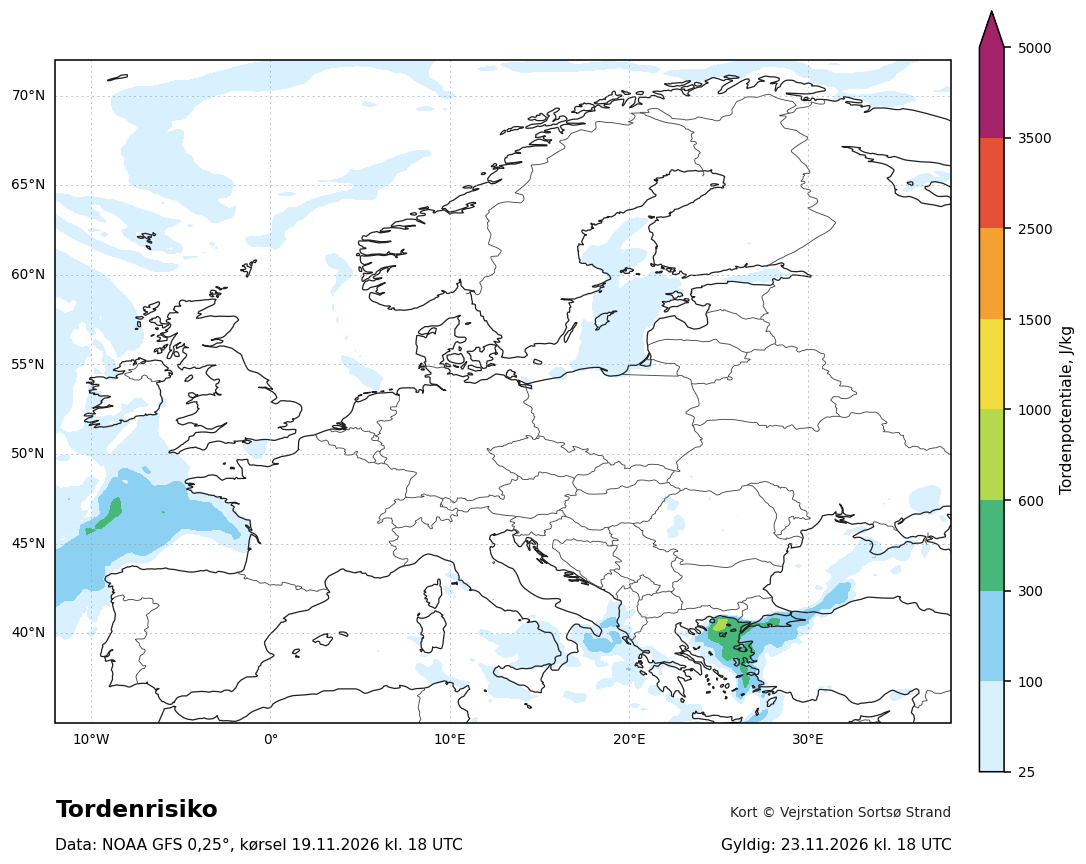 70°N
65°N
60°N
55°N
50°N
45°N
40°N
10°W
0°
10°E
20°E
30°E
5000
3500
2500
1500
1000
600
300
100
25
Tordenpotentiale, J/kg
Tordenrisiko
Kort © Vejrstation Sortsø Strand
Data: NOAA GFS 0,25°, kørsel 19.11.2026 kl. 18 UTC
Gyldig: 23.11.2026 kl. 18 UTC